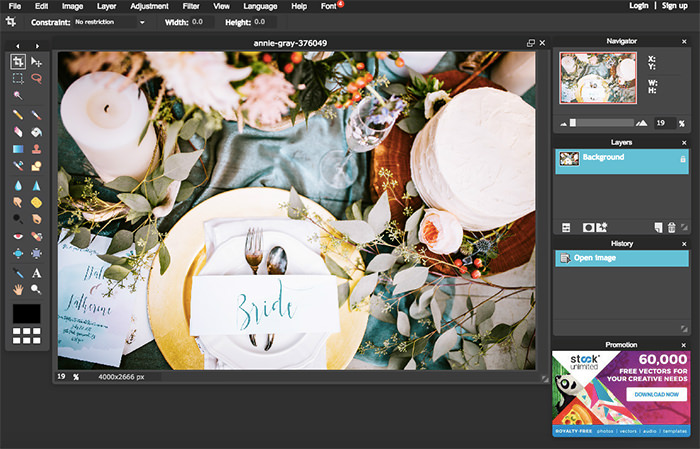 File Edit Image Layer Adjustment Filter View Language Help Font 4 Login | Sign up
Constraint: No restriction Width: 0.0 Height: 0.0
annie-gray-376049
Navigator
X:
Y:
W:
H:
19 %
Layers
Background
History
Open image
Promotion
stock
unlimited
60,000
FREE VECTORS FOR
YOUR CREATIVE NEEDS
DOWNLOAD NOW
ROYALTY-FREE photos | vectors | audio | templates
A
Katherine
Bride
19 % 4000x2666 px